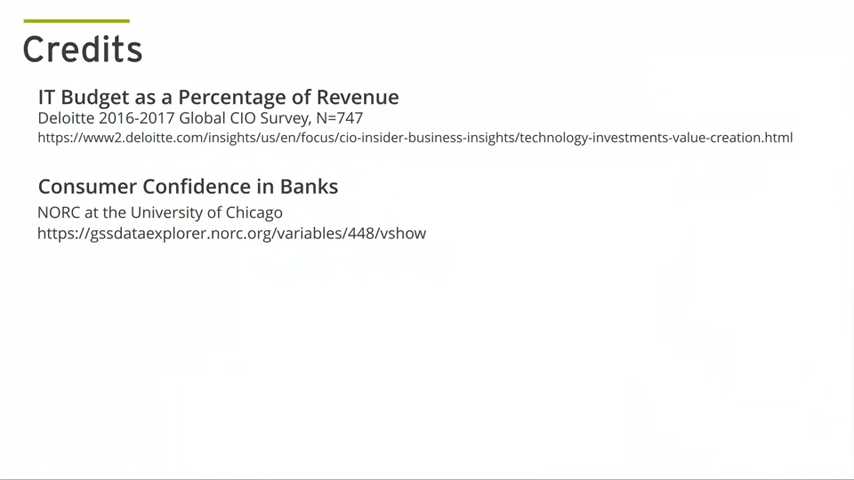 Credits
IT Budget as a Percentage of Revenue
Deloitte 2016-2017 Global CIO Survey, N=747
https://www2.deloitte.com/insights/us/en/focus/cio-insider-business-insights/technology-investments-value-creation.html
Consumer Confidence in Banks
NORC at the University of Chicago
https://gssdataexplorer.norc.org/variables/448/vshow